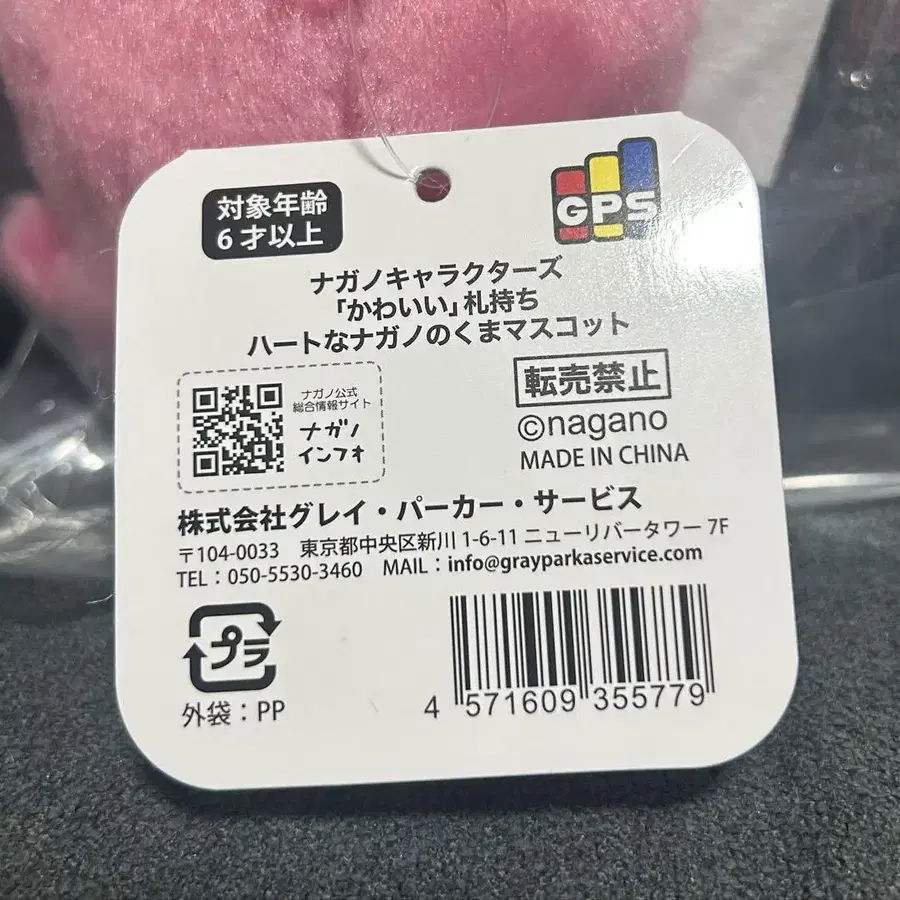 対象年齢
6才以上
GPS
ナガノキャラクターズ
「かわいい」札持ち
ハートなナガノのくまマスコット
ナガノ公式
総合情報サイト
ナガノ
インフォ
転売禁止
©nagano
MADE IN CHINA
株式会社グレイ・パーカー・サービス
〒104-0033 東京都中央区新川1-6-11 ニューリバータワー 7F
TEL：050-5530-3460 MAIL：info@grayparkaservice.com
プラ
外袋：PP
4 571609 355779